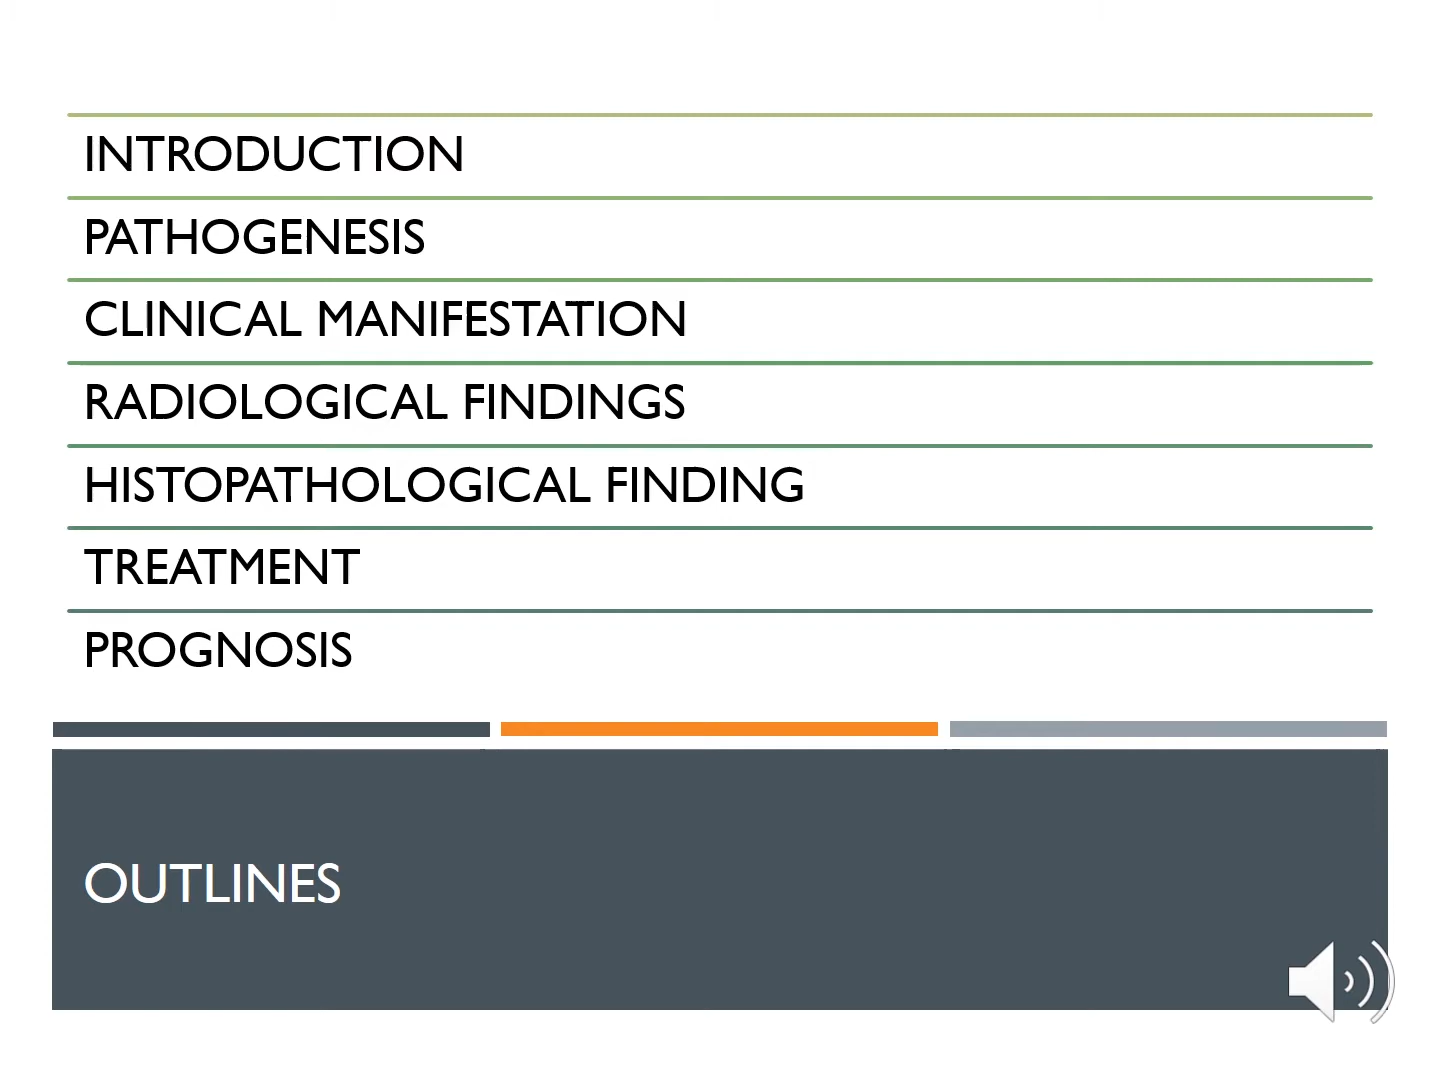 INTRODUCTION
PATHOGENESIS
CLINICAL MANIFESTATION
RADIOLOGICAL FINDINGS
HISTOPATHOLOGICAL FINDING
TREATMENT
PROGNOSIS
OUTLINES